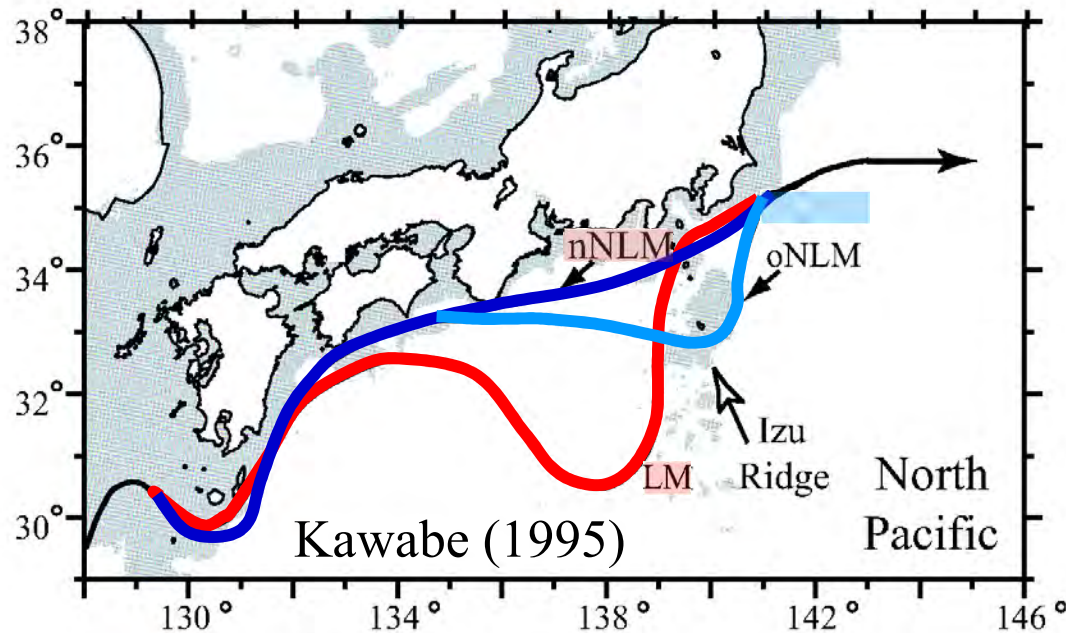 38°
36°
34°
32°
30°
nNLM
oNLM
LM
Izu
Ridge
North
Pacific
Kawabe (1995)
130°
134°
138°
142°
146°